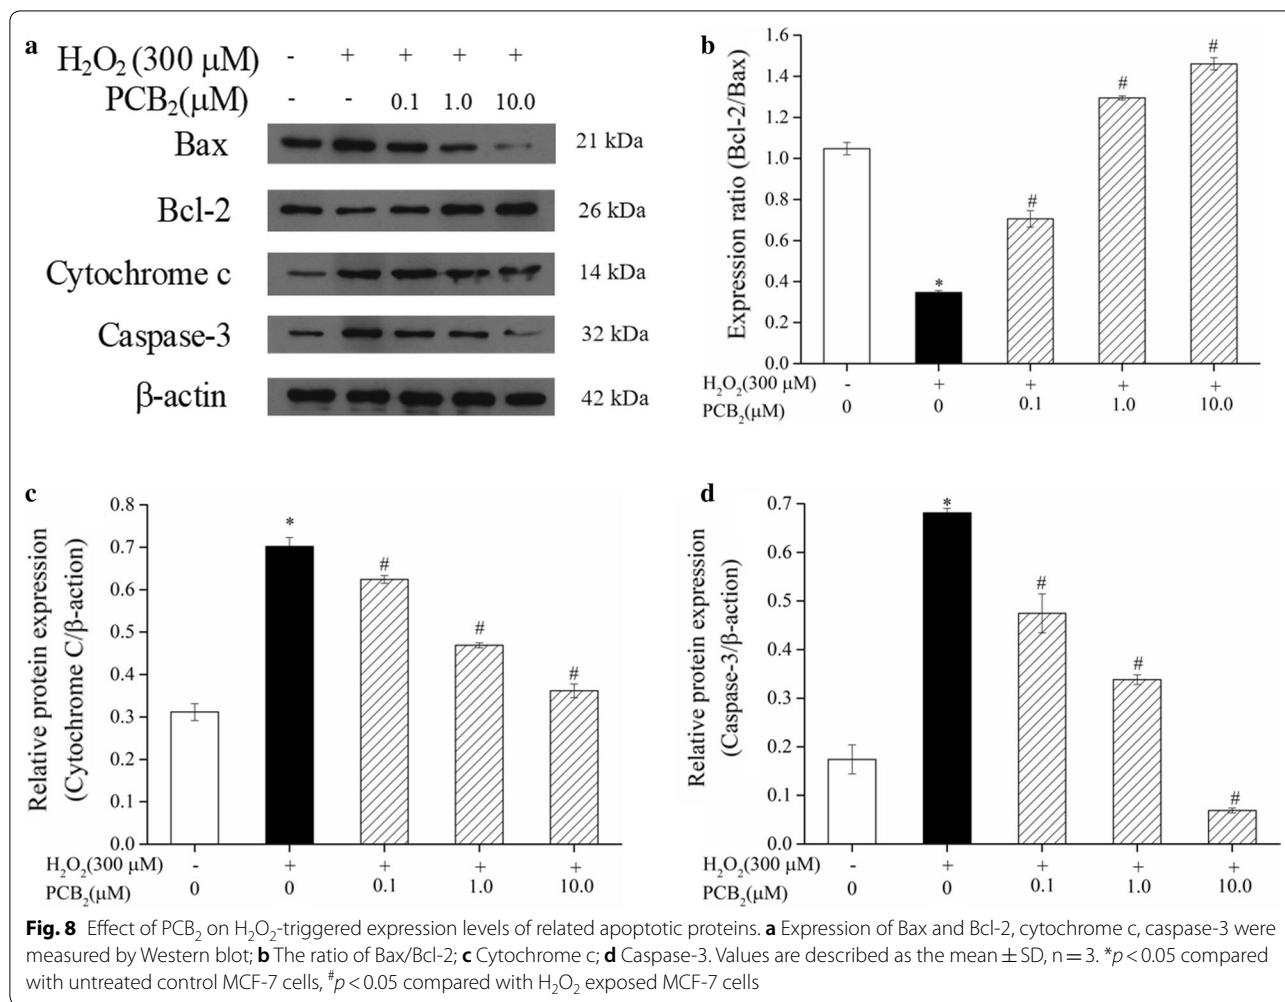 a
H₂O₂ (300 μM) - + + + +
PCB₂(μM) - - 0.1 1.0 10.0
Bax 21 kDa
Bcl-2 26 kDa
Cytochrome c 14 kDa
Caspase-3 32 kDa
β-actin 42 kDa
b
Expression ratio (Bcl-2/Bax)
1.6
1.4
1.2
1.0
0.8
0.6
0.4
0.2
0.0
* # # #
H₂O₂(300 μM) - + + + +
PCB₂(μM) 0 0 0.1 1.0 10.0
c
Relative protein expression
(Cytochrome C/β-action)
0.8
0.7
0.6
0.5
0.4
0.3
0.2
0.1
0.0
* # # #
H₂O₂(300 μM) - + + + +
PCB₂(μM) 0 0 0.1 1.0 10.0
d
Relative protein expression
(Caspase-3/β-action)
0.7
0.6
0.5
0.4
0.3
0.2
0.1
0.0
* # # #
H₂O₂(300 μM) - + + + +
PCB₂(μM) 0 0 0.1 1.0 10.0
Fig. 8 Effect of PCB₂ on H₂O₂-triggered expression levels of related apoptotic proteins. a Expression of Bax and Bcl-2, cytochrome c, caspase-3 were
measured by Western blot; b The ratio of Bax/Bcl-2; c Cytochrome c; d Caspase-3. Values are described as the mean ± SD, n = 3. *p < 0.05 compared
with untreated control MCF-7 cells, #p < 0.05 compared with H₂O₂ exposed MCF-7 cells